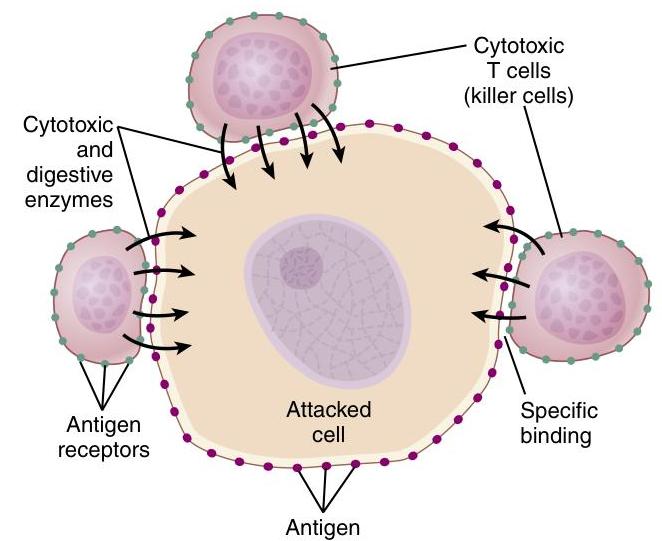 Cytotoxic
T cells
(killer cells)
Cytotoxic
and
digestive
enzymes
Attacked
cell
Antigen
receptors
Specific
binding
Antigen